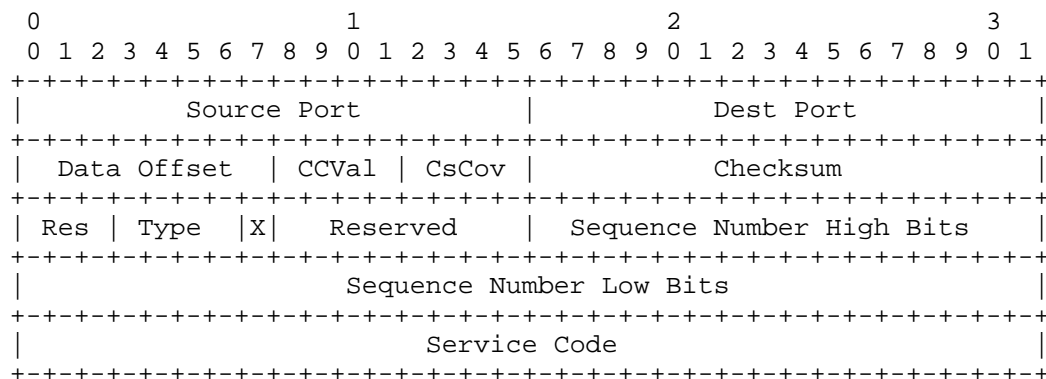 0                   1                   2                   3
 0 1 2 3 4 5 6 7 8 9 0 1 2 3 4 5 6 7 8 9 0 1 2 3 4 5 6 7 8 9 0 1
+-+-+-+-+-+-+-+-+-+-+-+-+-+-+-+-+-+-+-+-+-+-+-+-+-+-+-+-+-+-+-+-+
|          Source Port          |           Dest Port           |
+-+-+-+-+-+-+-+-+-+-+-+-+-+-+-+-+-+-+-+-+-+-+-+-+-+-+-+-+-+-+-+-+
|  Data Offset  | CCVal | CsCov |           Checksum            |
+-+-+-+-+-+-+-+-+-+-+-+-+-+-+-+-+-+-+-+-+-+-+-+-+-+-+-+-+-+-+-+-+
| Res | Type  |X|   Reserved    |  Sequence Number High Bits    |
+-+-+-+-+-+-+-+-+-+-+-+-+-+-+-+-+-+-+-+-+-+-+-+-+-+-+-+-+-+-+-+-+
|                    Sequence Number Low Bits                   |
+-+-+-+-+-+-+-+-+-+-+-+-+-+-+-+-+-+-+-+-+-+-+-+-+-+-+-+-+-+-+-+-+
|                         Service Code                          |
+-+-+-+-+-+-+-+-+-+-+-+-+-+-+-+-+-+-+-+-+-+-+-+-+-+-+-+-+-+-+-+-+